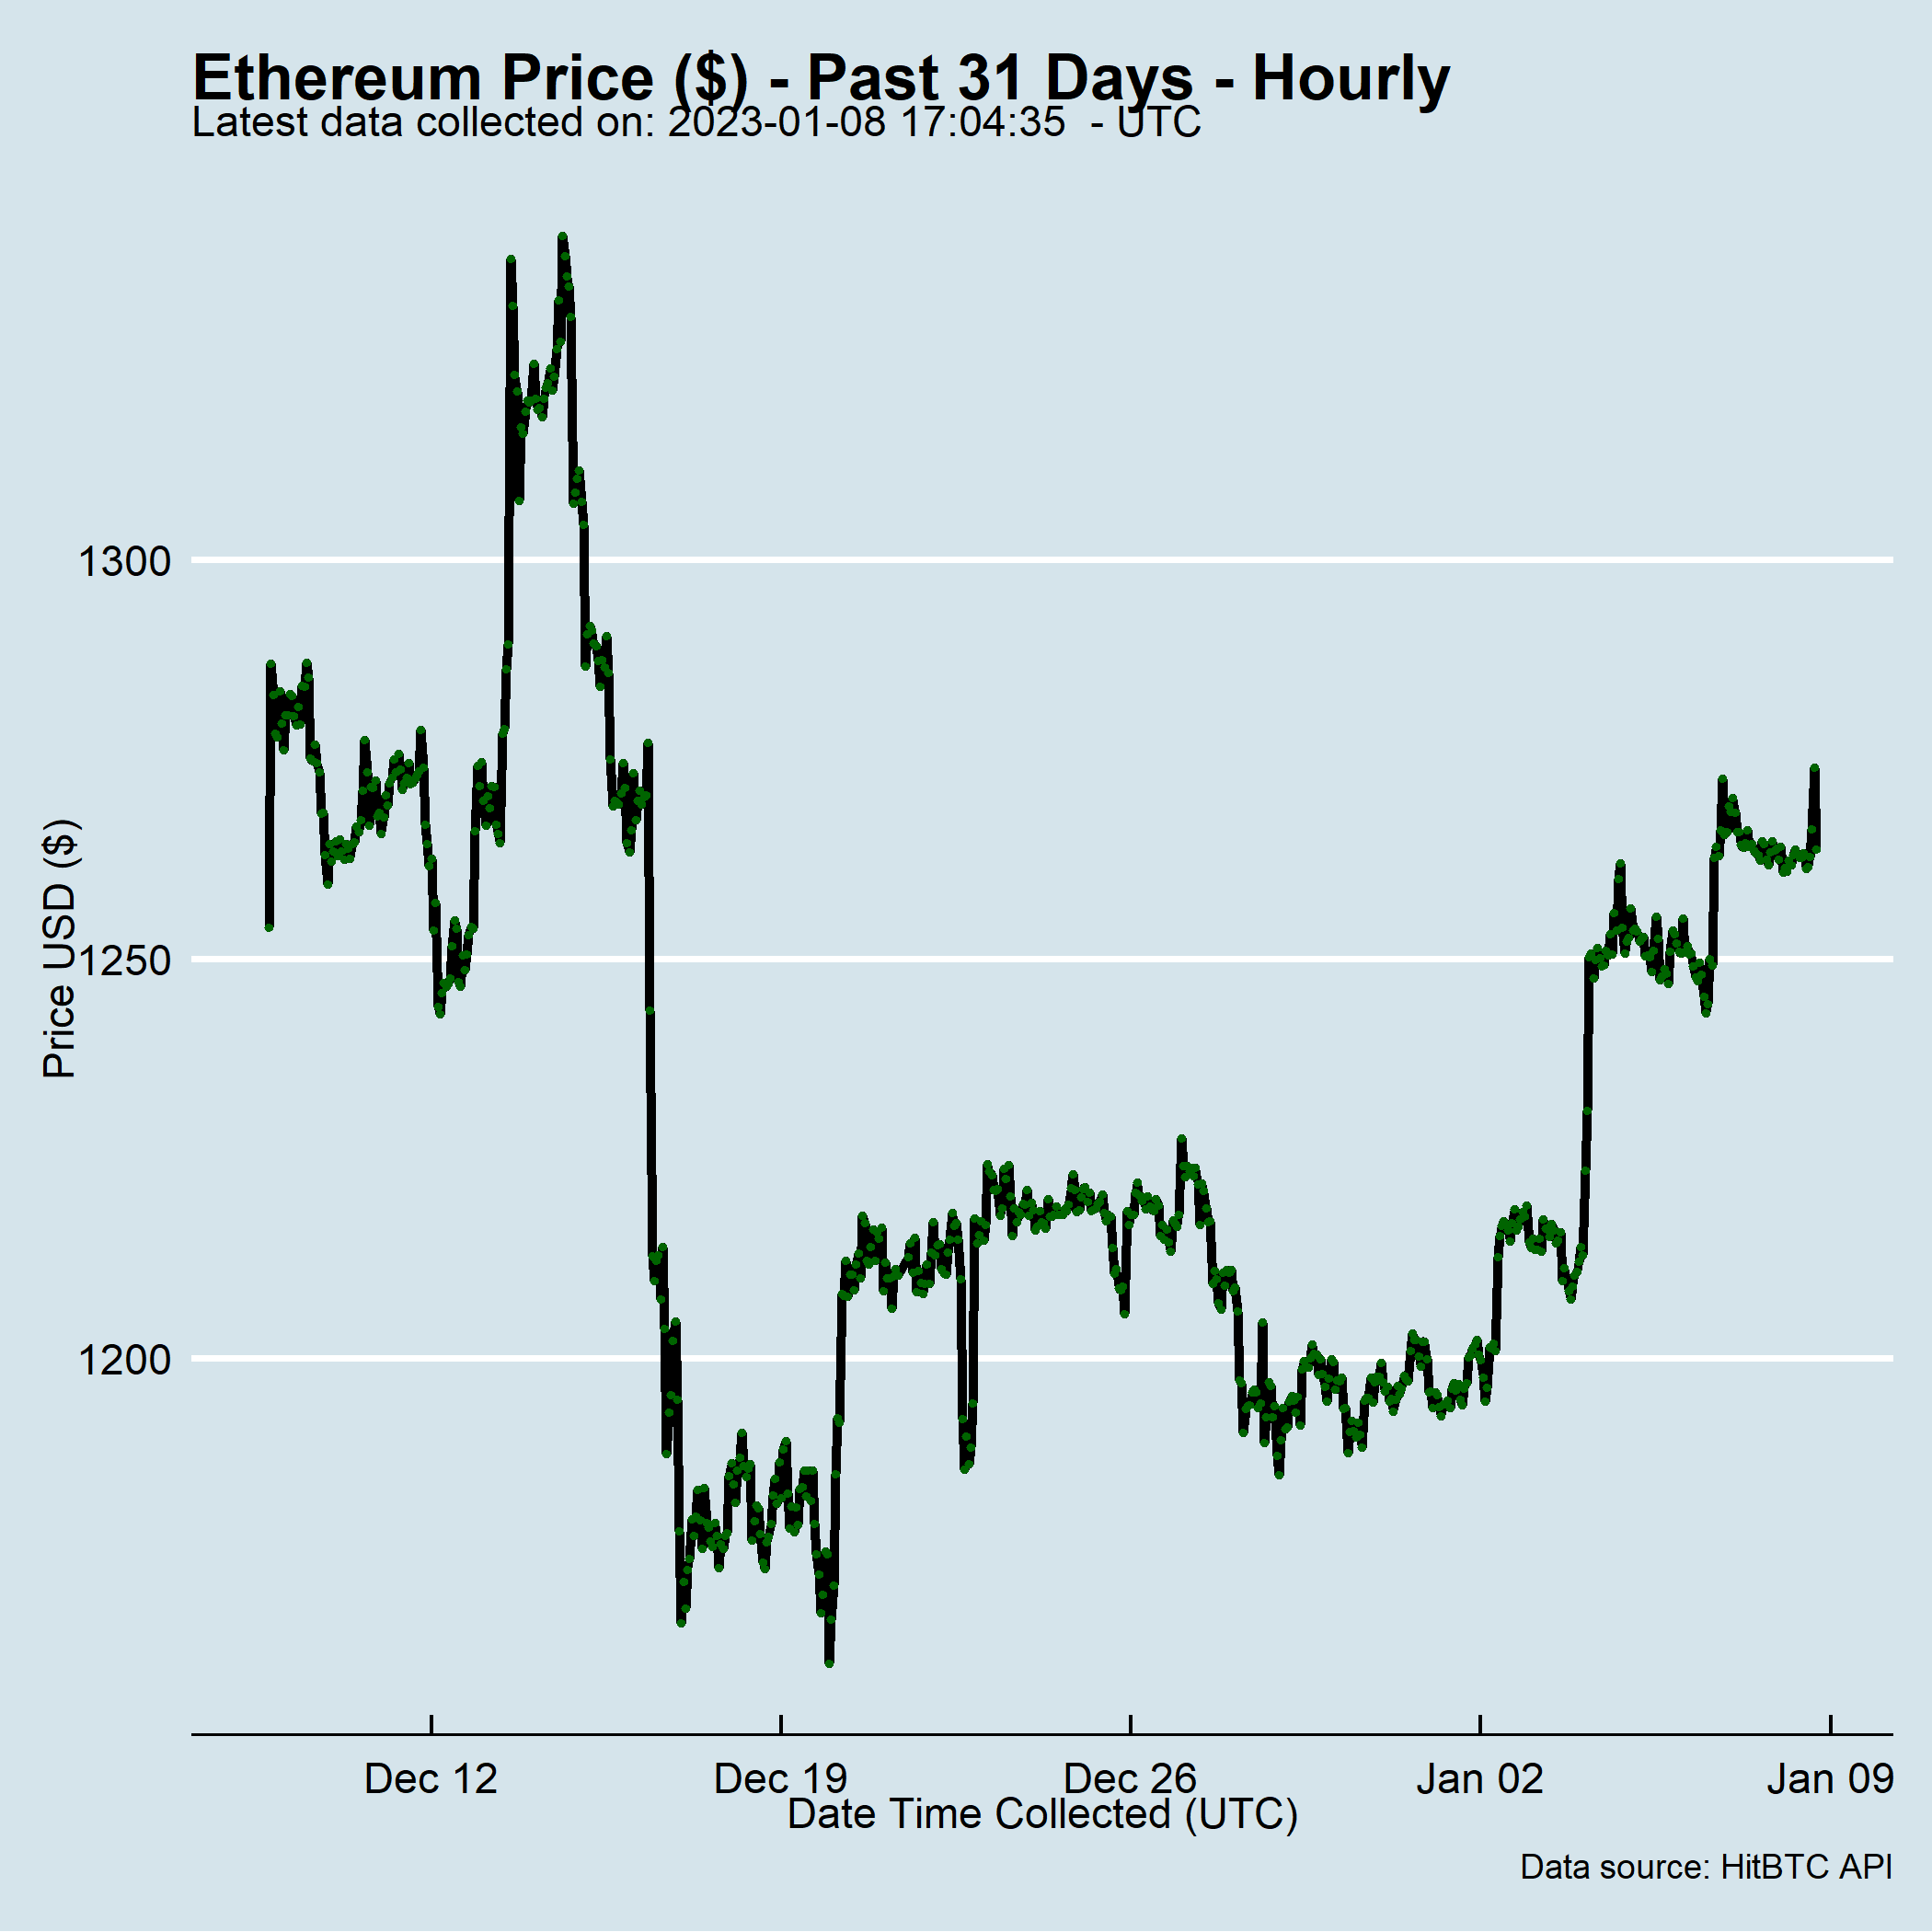 Ethereum Price ($) - Past 31 Days - Hourly
Latest data collected on: 2023-01-08 17:04:35  - UTC
1300
1250
1200
Price USD ($)
Dec 12
Dec 19
Dec 26
Jan 02
Jan 09
Date Time Collected (UTC)
Data source: HitBTC API